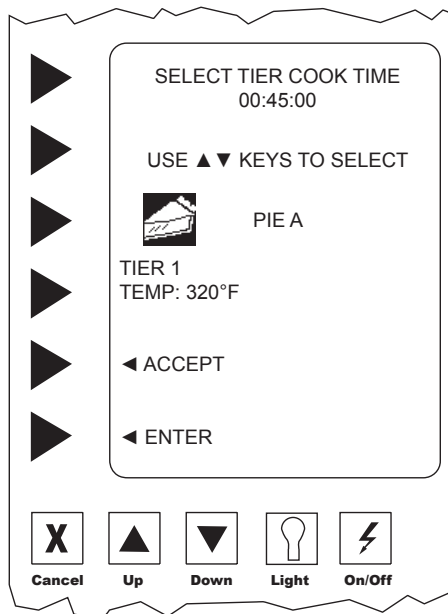 SELECT TIER COOK TIME
00:45:00
USE ▲▼ KEYS TO SELECT
PIE A
TIER 1
TEMP: 320°F
◄ ACCEPT
◄ ENTER
X
Cancel Up Down Light On/Off